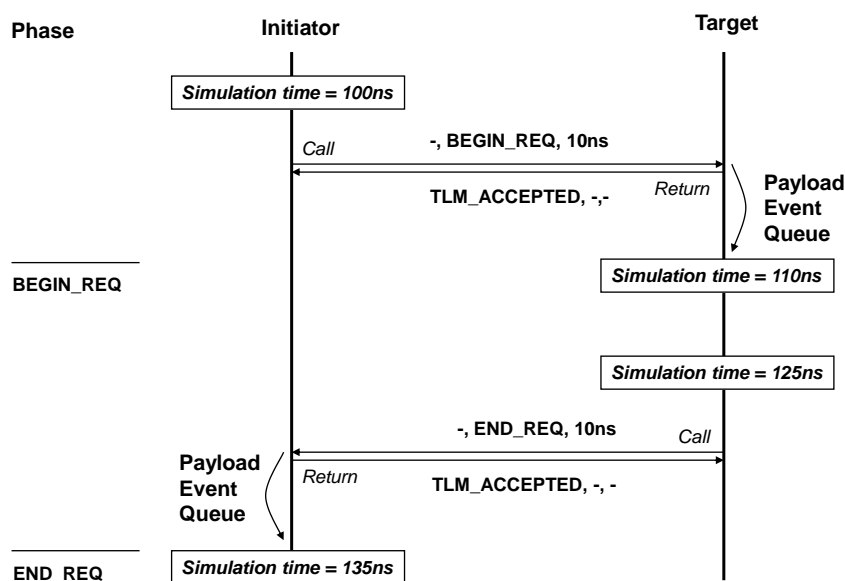 Phase
Initiator
Target
Simulation time = 100ns
Call
-, BEGIN_REQ, 10ns
TLM_ACCEPTED, -,-
Return
Payload
Event
Queue
BEGIN_REQ
Simulation time = 110ns
Simulation time = 125ns
-, END_REQ, 10ns
Call
Payload
Event
Queue
Return
TLM_ACCEPTED, -, -
END_REQ
Simulation time = 135ns